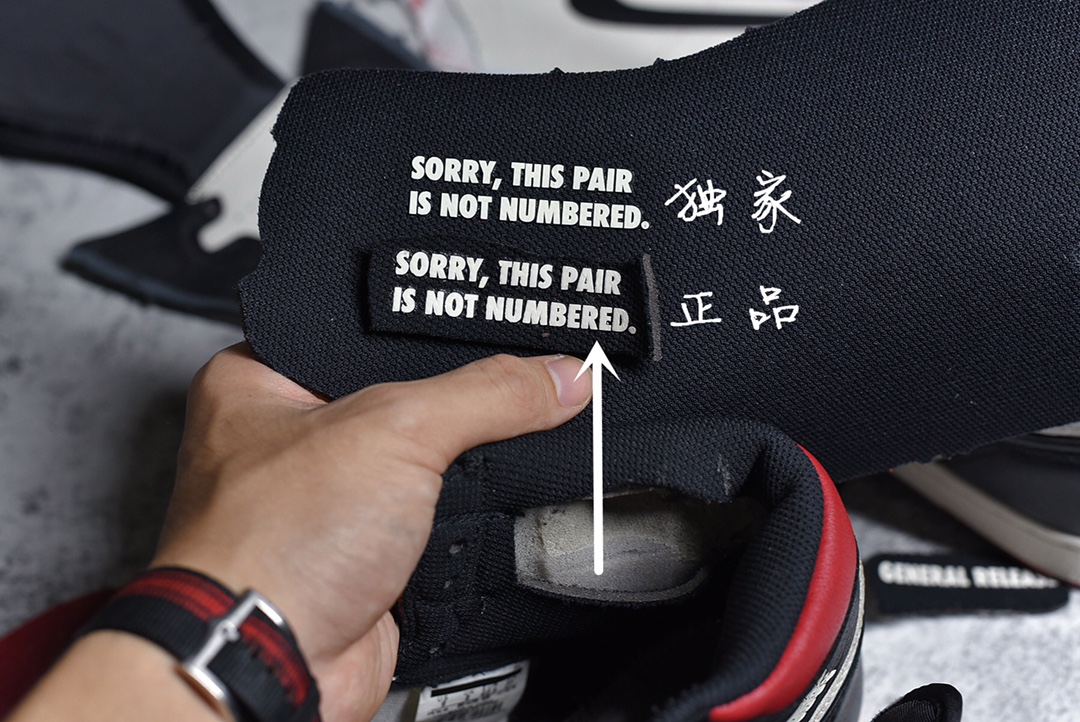 SORRY, THIS PAIR
IS NOT NUMBERED. 独家
SORRY, THIS PAIR
IS NOT NUMBERED. 正品
GENERAL RELEASE